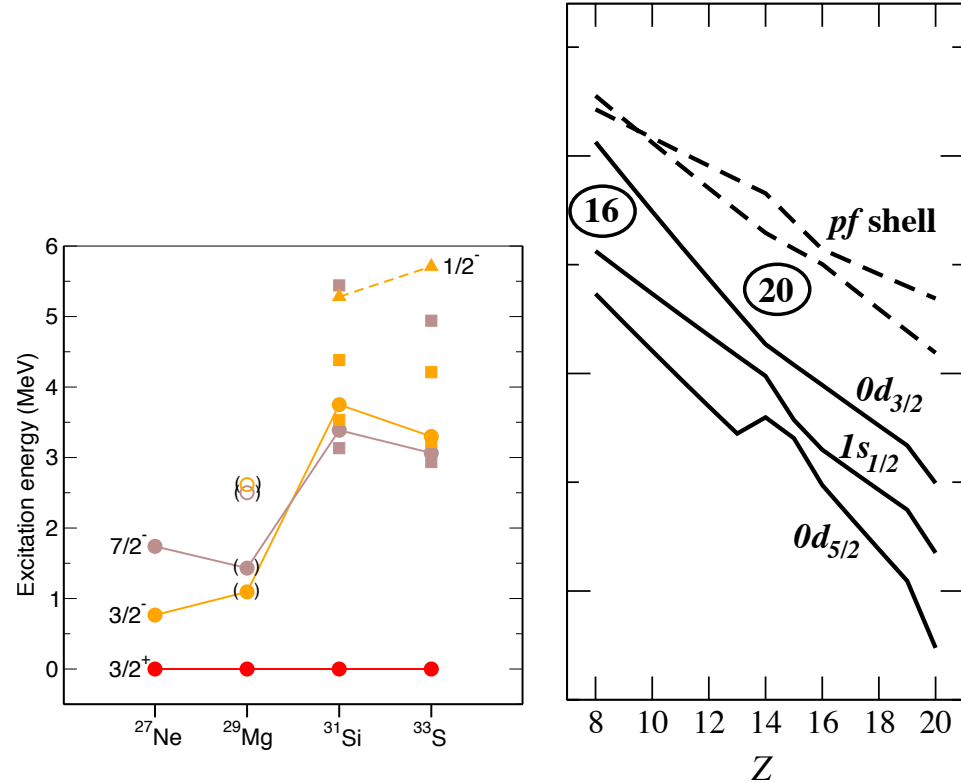 Excitation energy (MeV)
6
5
4
3
2
1
0
1/2⁻
7/2⁻
3/2⁻
3/2⁺
( )
( )
( )
( )
²⁷Ne
²⁹Mg
³¹Si
³³S
16
20
pf shell
0d₃/₂
1s₁/₂
0d₅/₂
8 10 12 14 16 18 20
Z